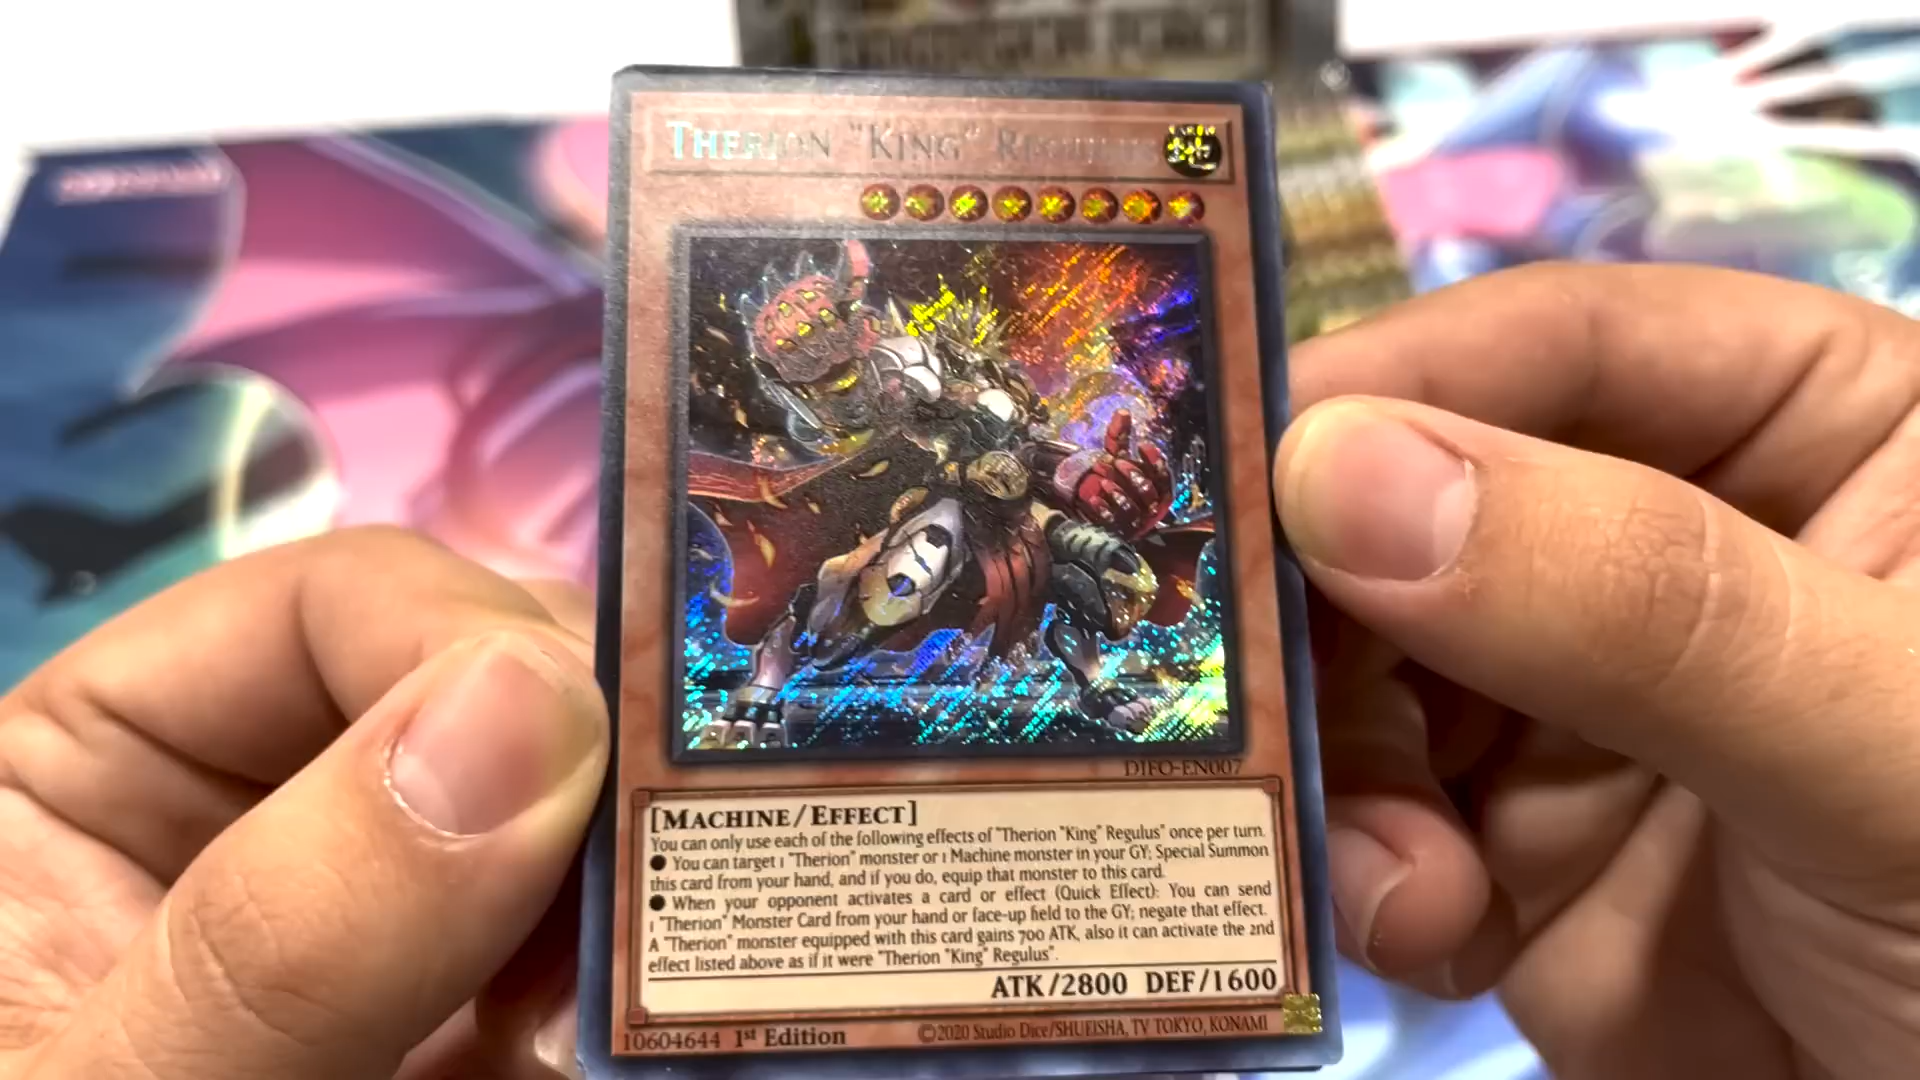 THERION "KING" REGULUS
DIFO-EN007
[MACHINE/EFFECT]
You can only use each of the following effects of "Therion "King" Regulus" once per turn.
● You can target 1 "Therion" monster or 1 Machine monster in your GY; Special Summon
this card from your hand, and if you do, equip that monster to this card.
● When your opponent activates a card or effect (Quick Effect): You can send
1 "Therion" Monster Card from your hand or face-up field to the GY; negate that effect.
A "Therion" monster equipped with this card gains 700 ATK, also it can activate the 2nd
effect listed above as if it were "Therion "King" Regulus".
ATK/2800 DEF/1600
10604644 1st Edition ©2020 Studio Dice/SHUEISHA, TV TOKYO, KONAMI